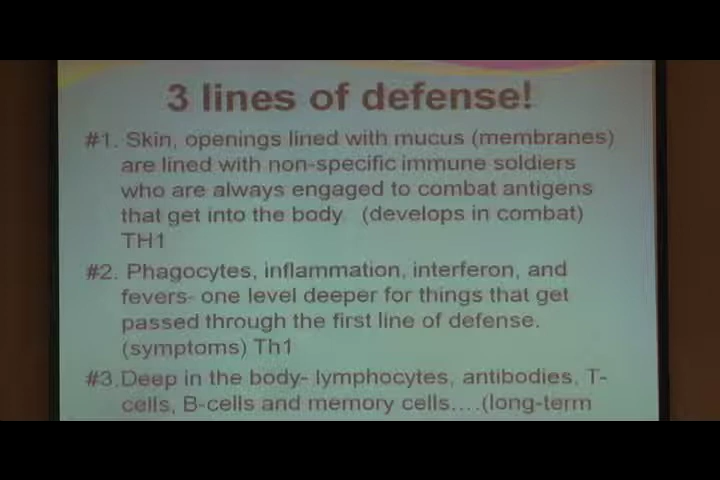 3 lines of defense!
#1. Skin, openings lined with mucus (membranes)
are lined with non-specific immune soldiers
who are always engaged to combat antigens
that get into the body (develops in combat)
TH1
#2. Phagocytes, inflammation, interferon, and
fevers- one level deeper for things that get
passed through the first line of defense.
(symptoms) Th1
#3.Deep in the body- lymphocytes, antibodies, T-
cells, B-cells and memory cells....(long-term